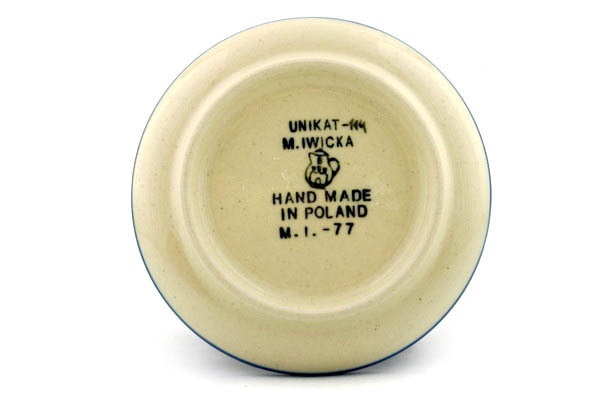 UNIKAT-
M.IWICKA
HAND MADE
IN POLAND
M.I.-77